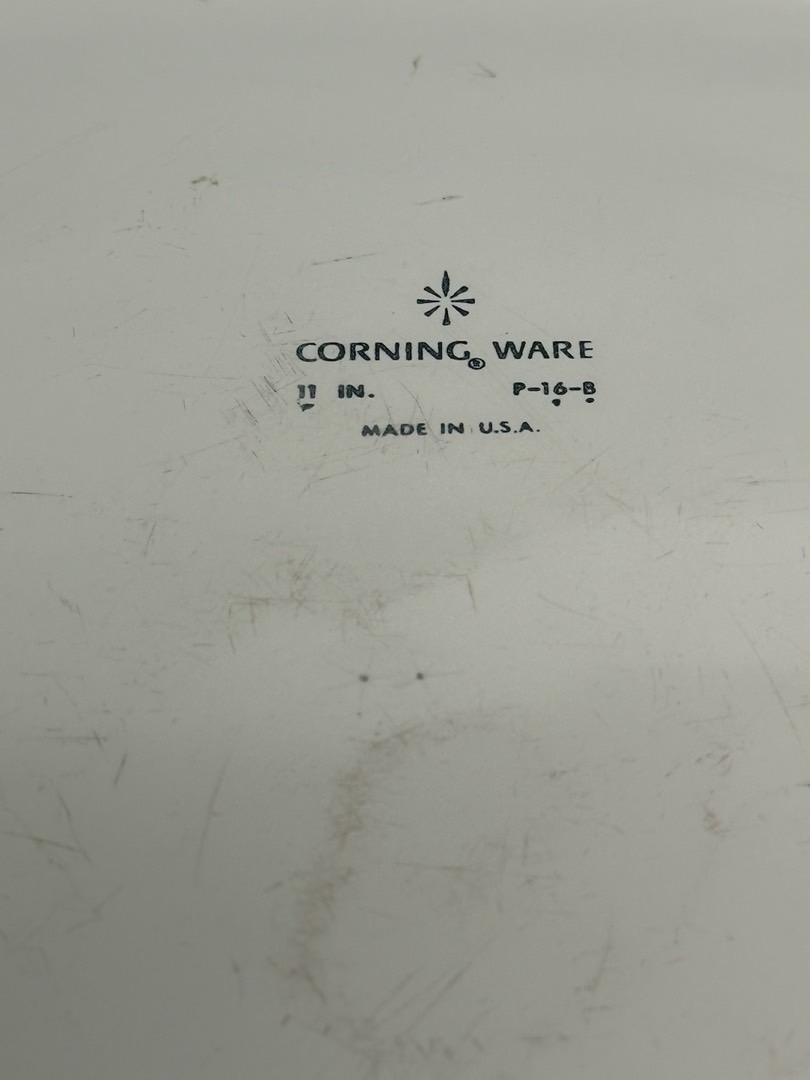 CORNING® WARE
11 IN. P-16-B
MADE IN U.S.A.